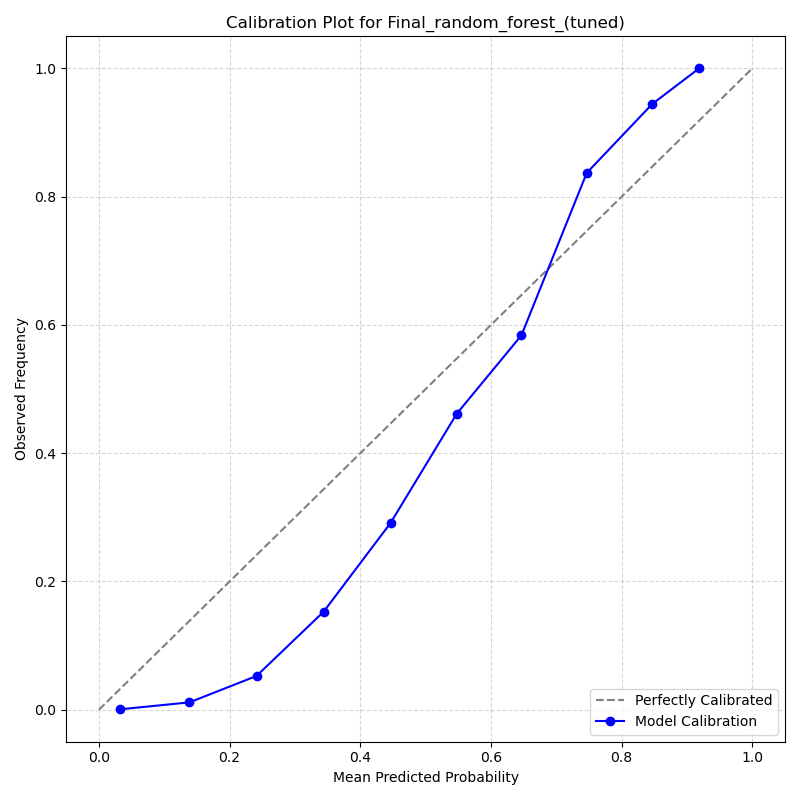 Calibration Plot for Final_random_forest_(tuned)
Observed Frequency
1.0
0.8
0.6
0.4
0.2
0.0
0.0 0.2 0.4 0.6 0.8 1.0
Mean Predicted Probability
Perfectly Calibrated
Model Calibration